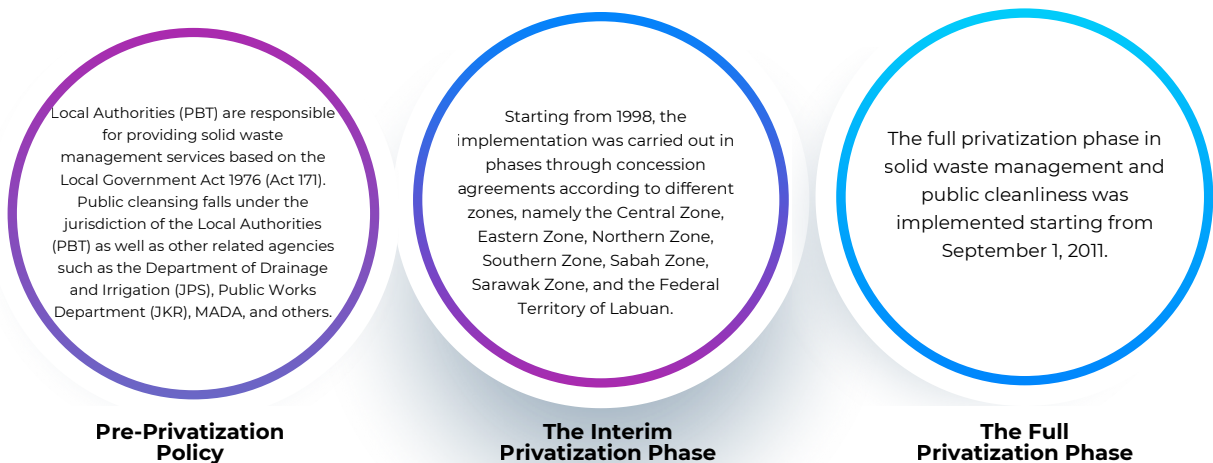 Local Authorities (PBT) are responsible
for providing solid waste
management services based on the
Local Government Act 1976 (Act 171).
Public cleansing falls under the
jurisdiction of the Local Authorities
(PBT) as well as other related agencies
such as the Department of Drainage
and Irrigation (JPS), Public Works
Department (JKR), MADA, and others.
Pre-Privatization
Policy
Starting from 1998, the
implementation was carried out in
phases through concession
agreements according to different
zones, namely the Central Zone,
Eastern Zone, Northern Zone,
Southern Zone, Sabah Zone,
Sarawak Zone, and the Federal
Territory of Labuan.
The Interim
Privatization Phase
The full privatization phase in
solid waste management and
public cleanliness was
implemented starting from
September 1, 2011.
The Full
Privatization Phase